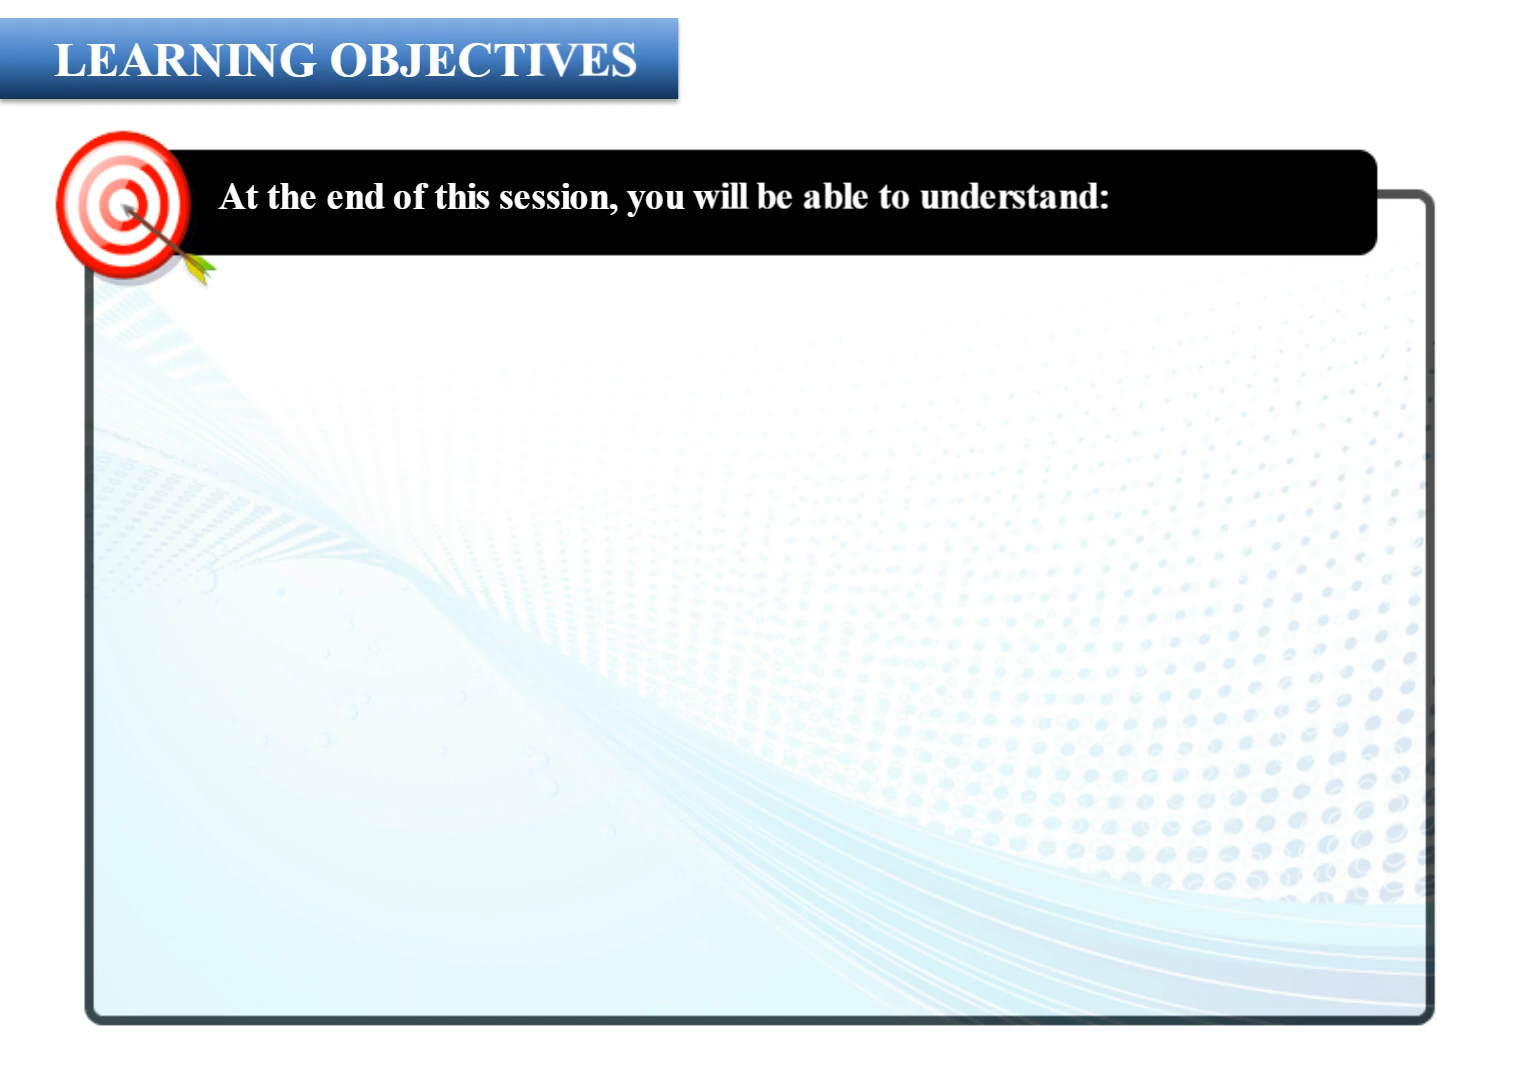 LEARNING OBJECTIVES
At the end of this session, you will be able to understand: